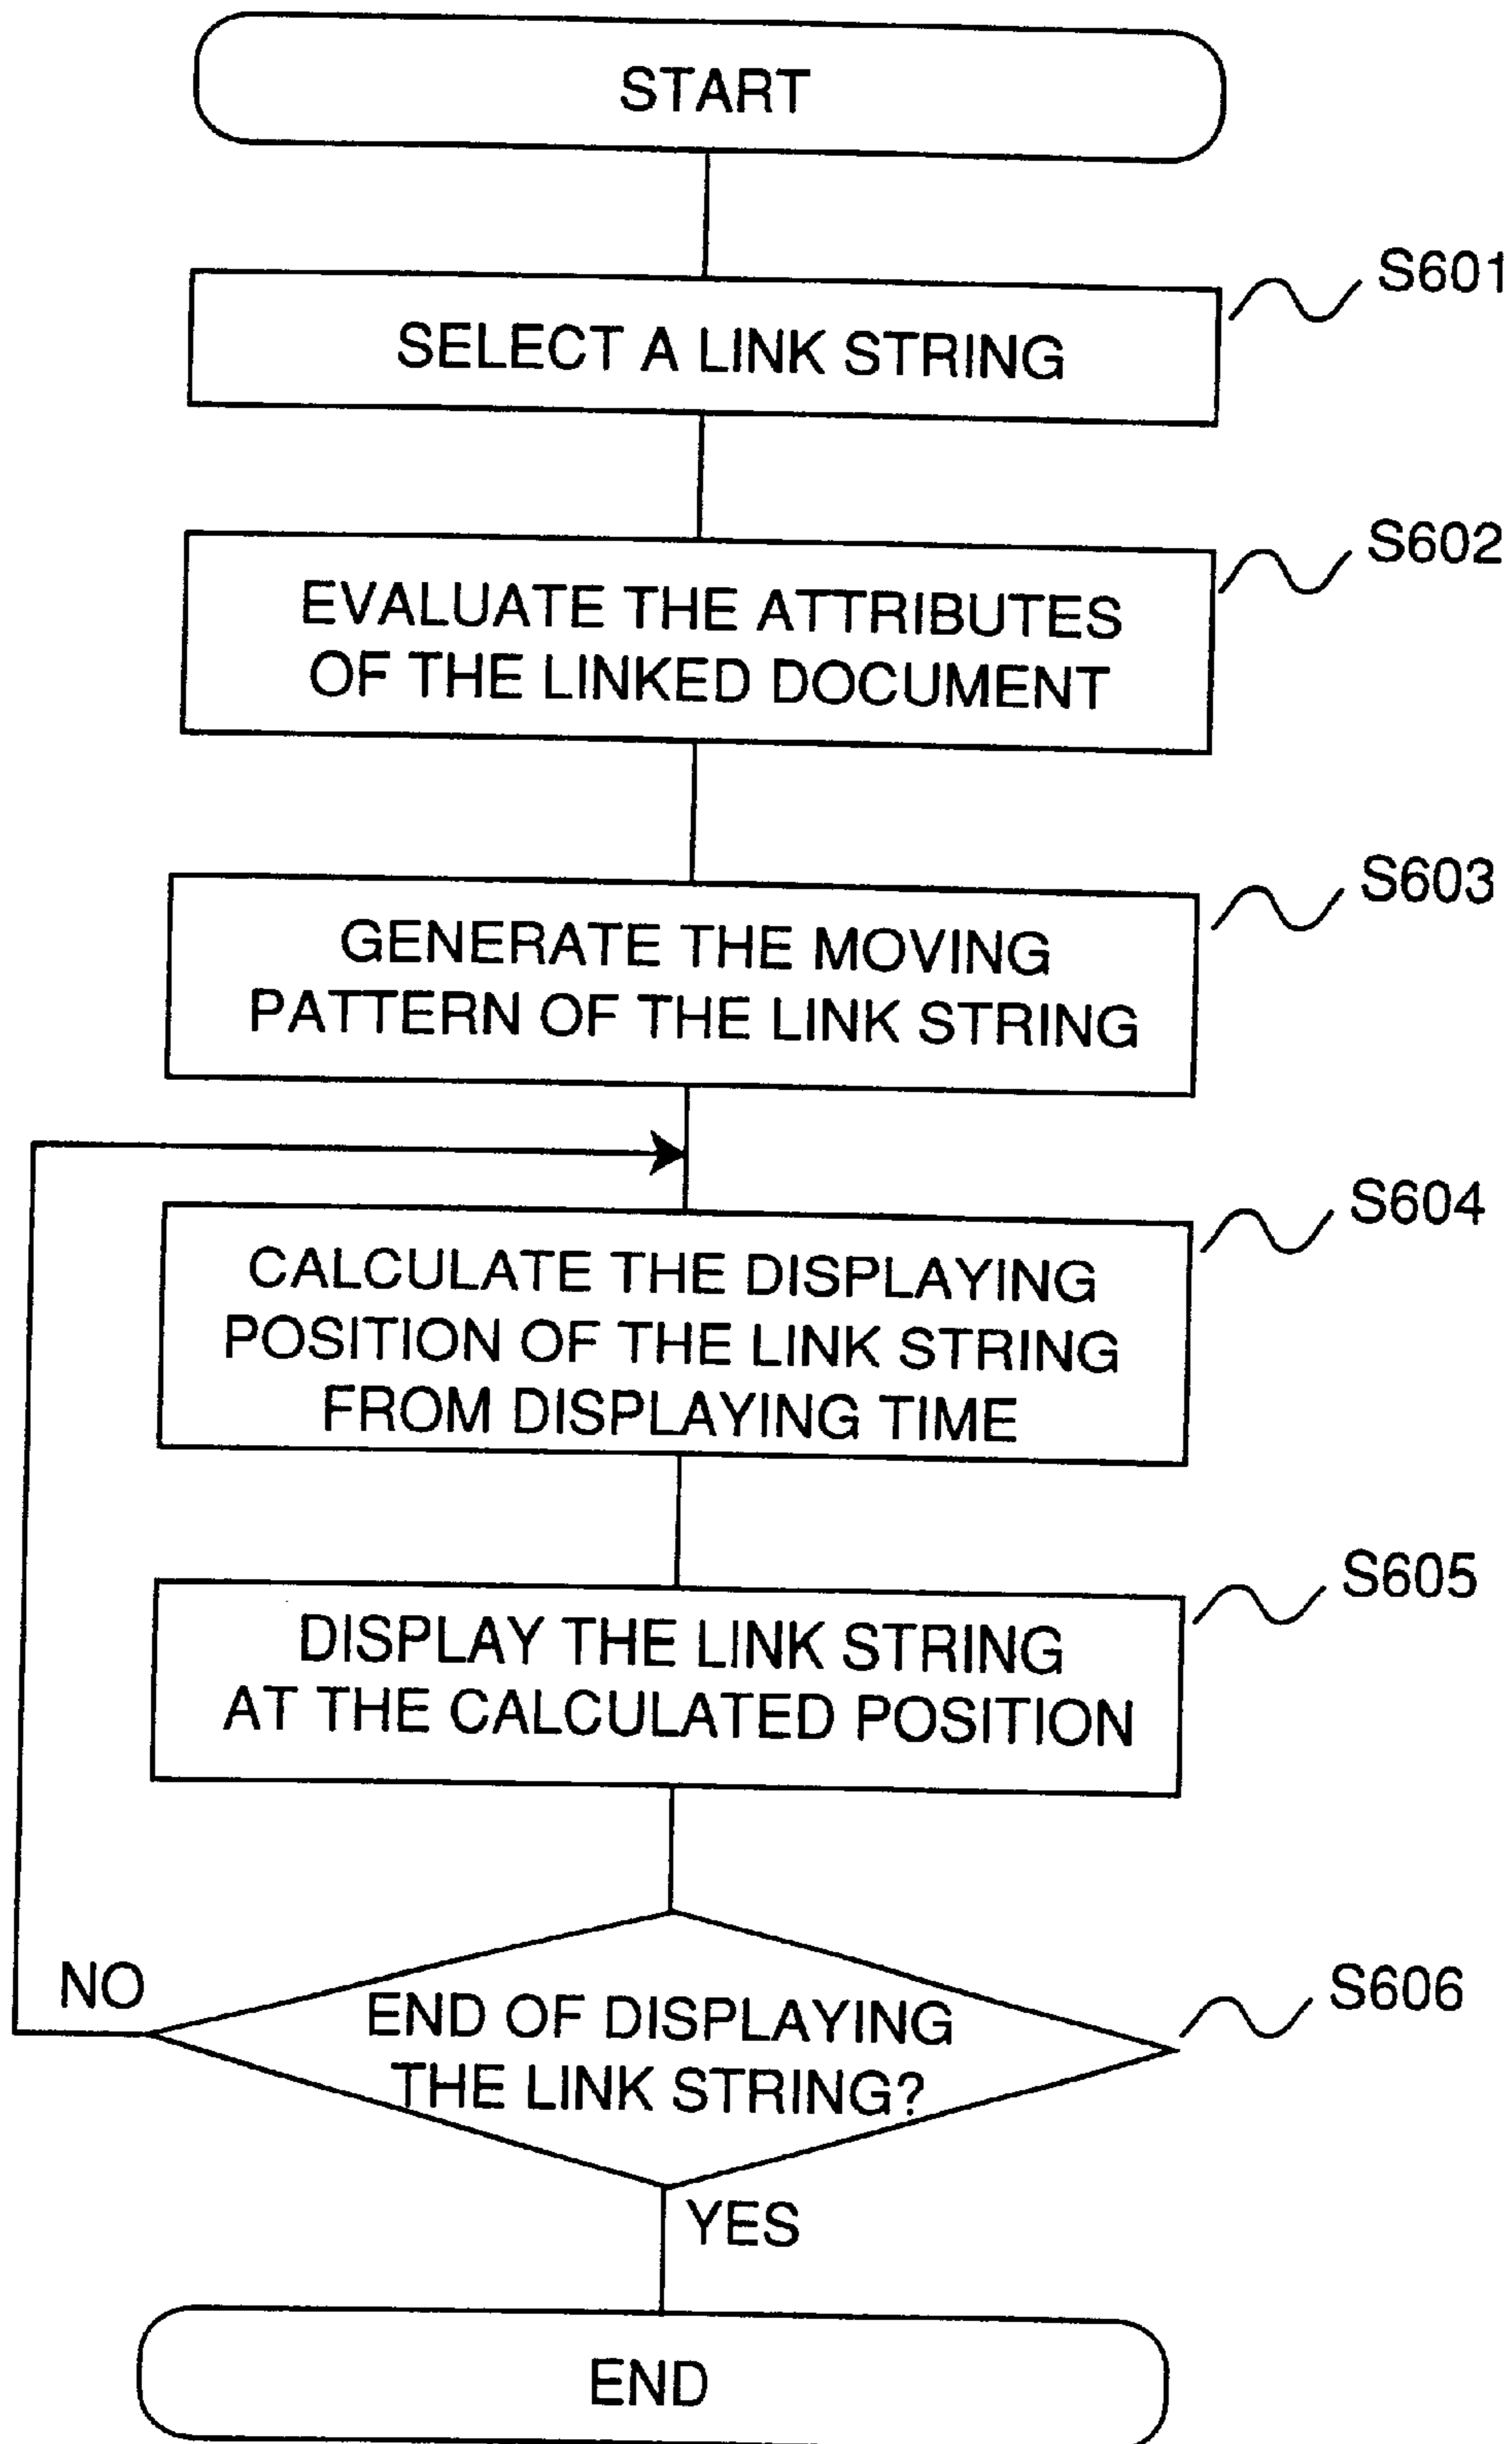 START
S601
SELECT A LINK STRING
S602
EVALUATE THE ATTRIBUTES
OF THE LINKED DOCUMENT
S603
GENERATE THE MOVING
PATTERN OF THE LINK STRING
S604
CALCULATE THE DISPLAYING
POSITION OF THE LINK STRING
FROM DISPLAYING TIME
S605
DISPLAY THE LINK STRING
AT THE CALCULATED POSITION
S606
NO
END OF DISPLAYING
THE LINK STRING?
YES
END